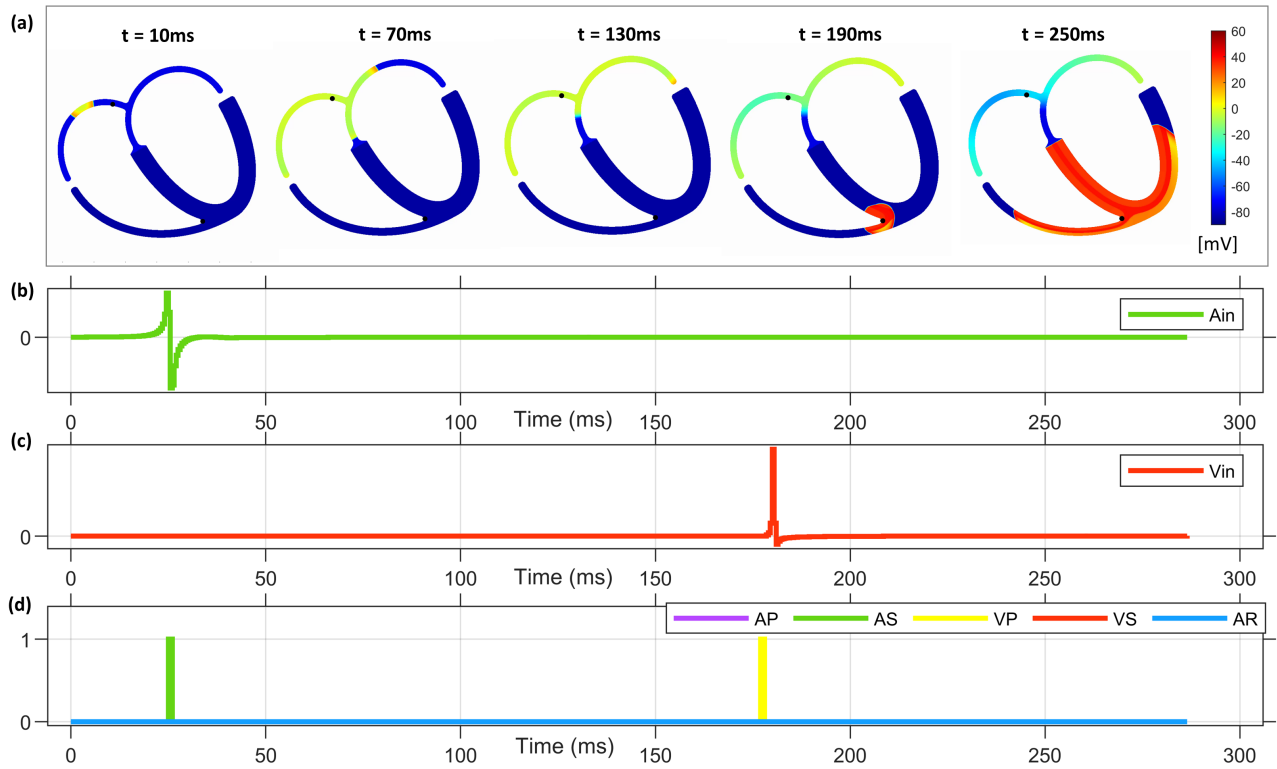 (a)
t = 10ms t = 70ms t = 130ms t = 190ms t = 250ms
60
40
20
0
-20
-40
-60
-80
[mV]
(b)
Ain
0
0 50 100 150 200 250 300
Time (ms)
(c)
Vin
0
0 50 100 150 200 250 300
Time (ms)
(d)
AP AS VP VS AR
1
0
0 50 100 150 200 250 300
Time (ms)